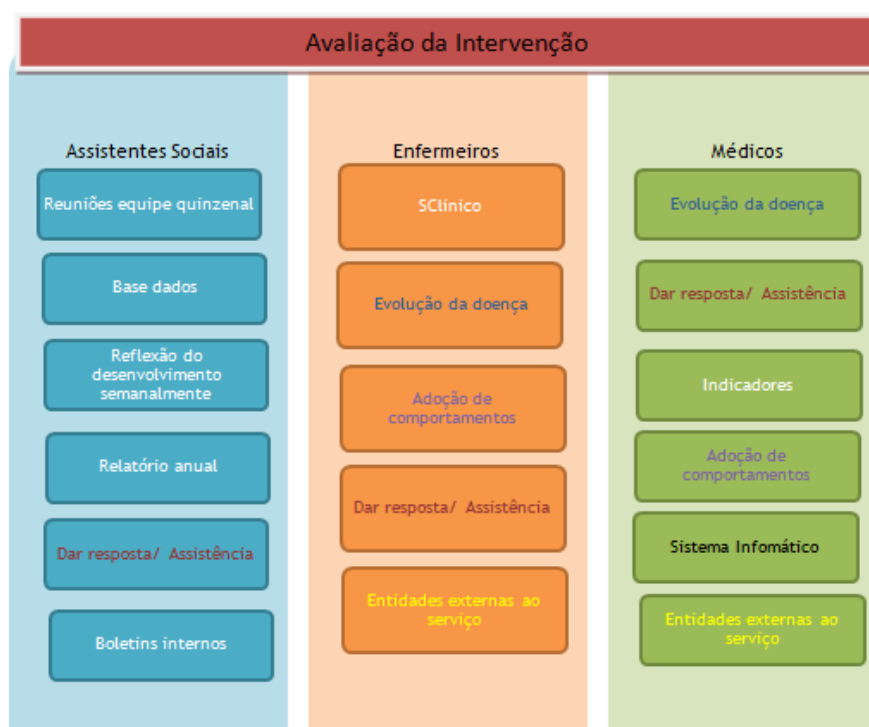 Avaliação da Intervenção
Assistentes Sociais
Reuniões equipe quinzenal
Base dados
Reflexão do
desenvolvimento
semanalmente
Relatório anual
Dar resposta/ Assistência
Boletins internos
Enfermeiros
SClinico
Evolução da doença
Adoção de
comportamentos
Dar resposta/ Assistência
Entidades externas ao
serviço
Médicos
Evolução da doença
Dar resposta/ Assistência
Indicadores
Adoção de
comportamentos
Sistema Infomático
Entidades externas ao
serviço